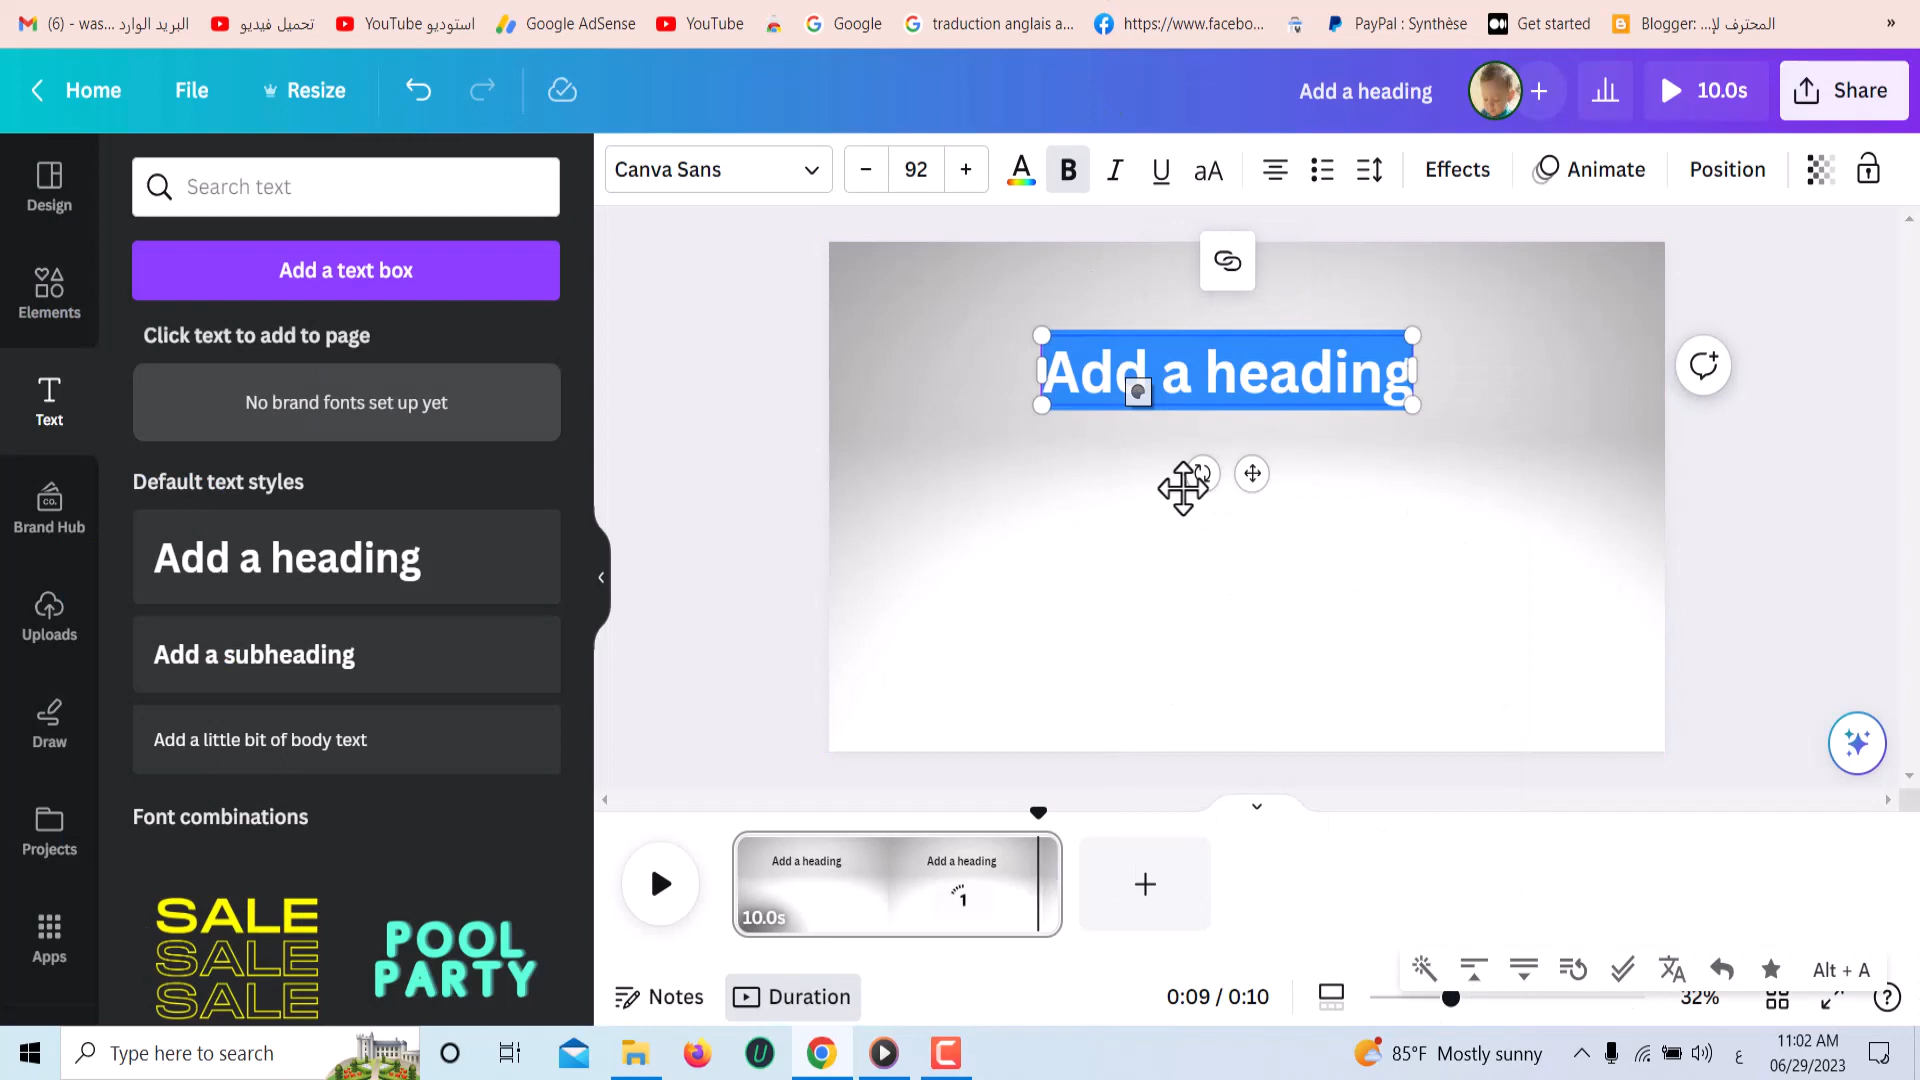 البريد الوارد (6) - was...
تحميل فيديو
YouTube استوديو
Google AdSense
YouTube
Google
traduction anglais a...
https://www.facebo...
PayPal : Synthèse
Get started
Blogger: المحترف لإ...
»
Home
File
Resize
Add a heading
10.0s
Share
Canva Sans
92
A
B
I
U
aA
Effects
Animate
Position
Design
Elements
Text
Brand Hub
Uploads
Draw
Projects
Apps
Search text
Add a text box
Click text to add to page
No brand fonts set up yet
Default text styles
Add a heading
Add a subheading
Add a little bit of body text
Font combinations
SALE
SALE
SALE
POOL
PARTY
Add a heading
Add a heading
Add a heading
1
10.0s
Alt + A
Notes
Duration
0:09 / 0:10
32%
Type here to search
85°F Mostly sunny
ع
11:02 AM
06/29/2023